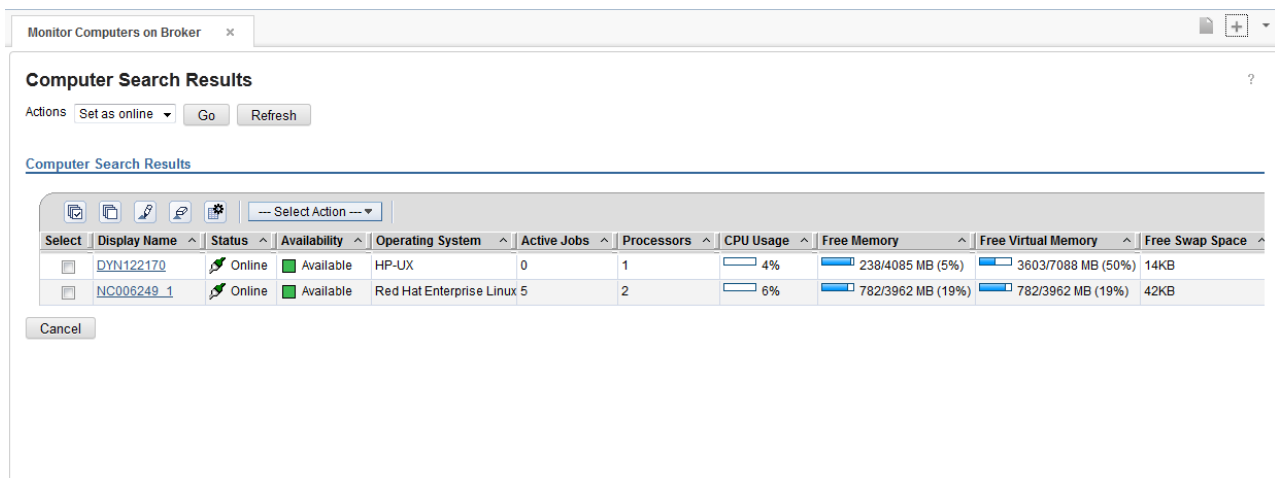 Monitor Computers on Broker ×
+
Computer Search Results
?
Actions Set as online Go Refresh
Computer Search Results
--- Select Action ---
Select Display Name Status Availability Operating System Active Jobs Processors CPU Usage Free Memory Free Virtual Memory Free Swap Space
DYN122170 Online Available HP-UX 0 1 4% 238/4085 MB (5%) 3603/7088 MB (50%) 14KB
NC006249_1 Online Available Red Hat Enterprise Linux 5 2 6% 782/3962 MB (19%) 782/3962 MB (19%) 42KB
Cancel